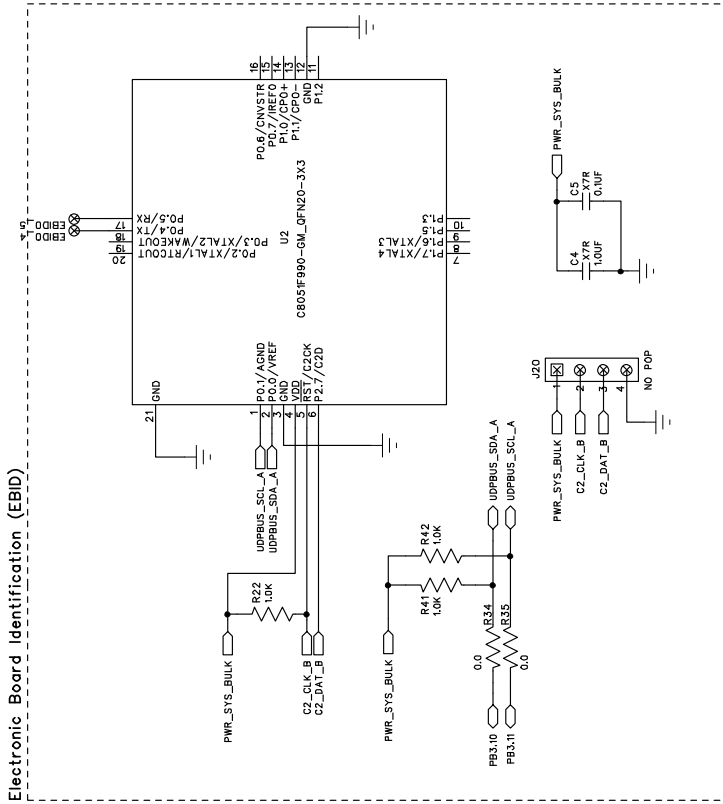 Electronic Board Identification (EBID)
EBID0_5
EBID0_4
17
18
19
20
P0.5/RX
P0.4/TX
P0.3/XTAL2/WAKEOUT
P0.2/XTAL1/RTCOUT
16
15
14
13
12
11
P0.6/CNVSTR
P0.7/IREF0
P1.0/CP0+
P1.1/CP0-
GND
P1.2
U2
C8051F990-GM_QFN20-3X3
21
GND
1
2
3
4
5
6
P0.1/AGND
P0.0/VREF
GND
VDD
RST/C2CK
P2.7/C2D
P1.3
P1.5
P1.6/XTAL3
P1.7/XTAL4
10
9
8
7
UDPBUS_SCL_A
UDPBUS_SDA_A
PWR_SYS_BULK
R22
1.0K
C2_CLK_B
C2_DAT_B
PWR_SYS_BULK
R41
1.0K
R42
1.0K
PB3.10
PB3.11
0.0
R34
R35
0.0
UDPBUS_SDA_A
UDPBUS_SCL_A
J20
1
2
3
4
NO POP
PWR_SYS_BULK
C2_CLK_B
C2_DAT_B
PWR_SYS_BULK
C4
X7R
1.0UF
C5
X7R
0.1UF